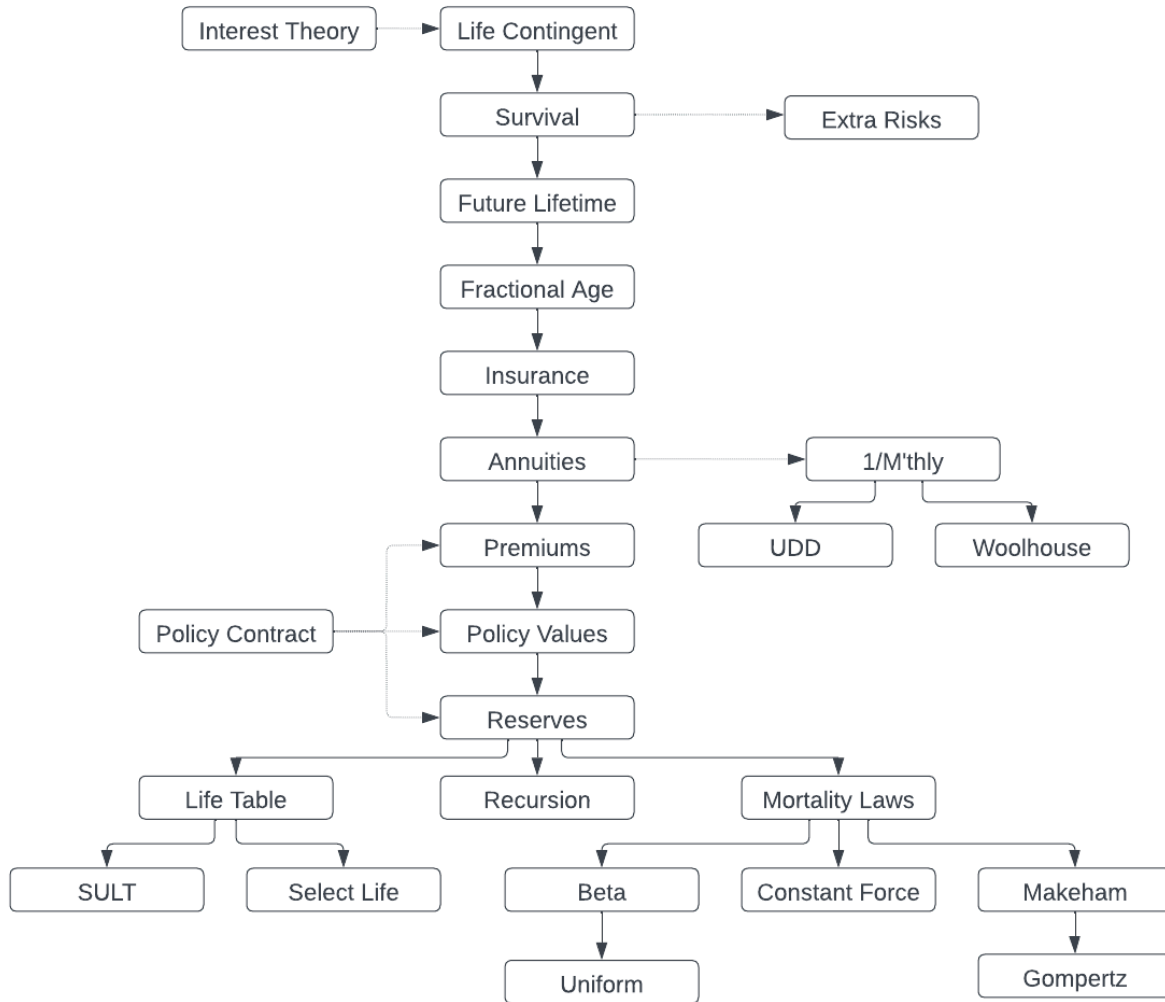 Interest Theory
Life Contingent
Survival
Extra Risks
Future Lifetime
Fractional Age
Insurance
Annuities
1/M'thly
Premiums
UDD
Woolhouse
Policy Contract
Policy Values
Reserves
Life Table
Recursion
Mortality Laws
SULT
Select Life
Beta
Constant Force
Makeham
Uniform
Gompertz